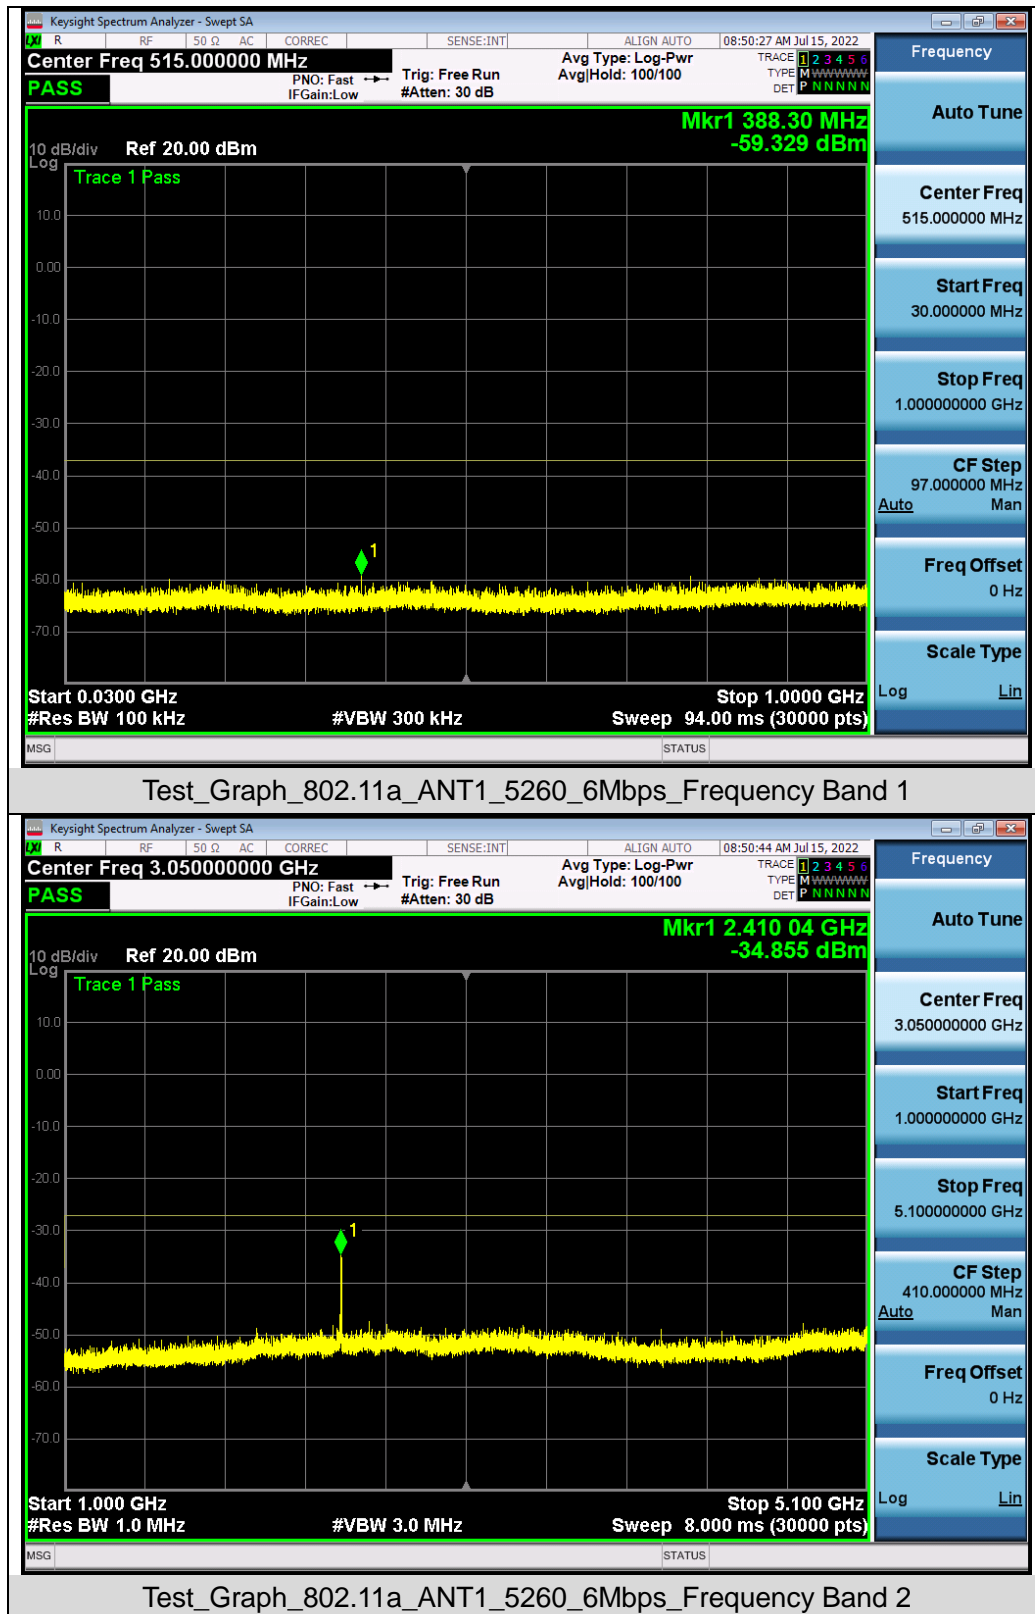 Keysight Spectrum Analyzer - Swept SA
LXI R RF 50 Ω AC CORREC SENSE:INT ALIGN AUTO 08:50:27 AM Jul 15, 2022
Center Freq 515.000000 MHz
PASS
PNO: Fast
IFGain:Low
Trig: Free Run
#Atten: 30 dB
Avg Type: Log-Pwr
Avg|Hold: 100/100
TRACE 1 2 3 4 5 6
TYPE M W W W W W
DET P N N N N N
Mkr1 388.30 MHz
-59.329 dBm
10 dB/div Ref 20.00 dBm
Log
Trace 1 Pass
10.0
0.00
-10.0
-20.0
-30.0
-40.0
-50.0
1
-60.0
-70.0
Start 0.0300 GHz Stop 1.0000 GHz
#Res BW 100 kHz #VBW 300 kHz Sweep 94.00 ms (30000 pts)
MSG STATUS
Frequency
Auto Tune
Center Freq
515.000000 MHz
Start Freq
30.000000 MHz
Stop Freq
1.000000000 GHz
CF Step
97.000000 MHz
Auto Man
Freq Offset
0 Hz
Scale Type
Log Lin
Test_Graph_802.11a_ANT1_5260_6Mbps_Frequency Band 1
Keysight Spectrum Analyzer - Swept SA
LXI R RF 50 Ω AC CORREC SENSE:INT ALIGN AUTO 08:50:44 AM Jul 15, 2022
Center Freq 3.050000000 GHz
PASS
PNO: Fast
IFGain:Low
Trig: Free Run
#Atten: 30 dB
Avg Type: Log-Pwr
Avg|Hold: 100/100
TRACE 1 2 3 4 5 6
TYPE M W W W W W
DET P N N N N N
Mkr1 2.410 04 GHz
-34.855 dBm
10 dB/div Ref 20.00 dBm
Log
Trace 1 Pass
10.0
0.00
-10.0
-20.0
-30.0
1
-40.0
-50.0
-60.0
-70.0
Start 1.000 GHz Stop 5.100 GHz
#Res BW 1.0 MHz #VBW 3.0 MHz Sweep 8.000 ms (30000 pts)
MSG STATUS
Frequency
Auto Tune
Center Freq
3.050000000 GHz
Start Freq
1.000000000 GHz
Stop Freq
5.100000000 GHz
CF Step
410.000000 MHz
Auto Man
Freq Offset
0 Hz
Scale Type
Log Lin
Test_Graph_802.11a_ANT1_5260_6Mbps_Frequency Band 2